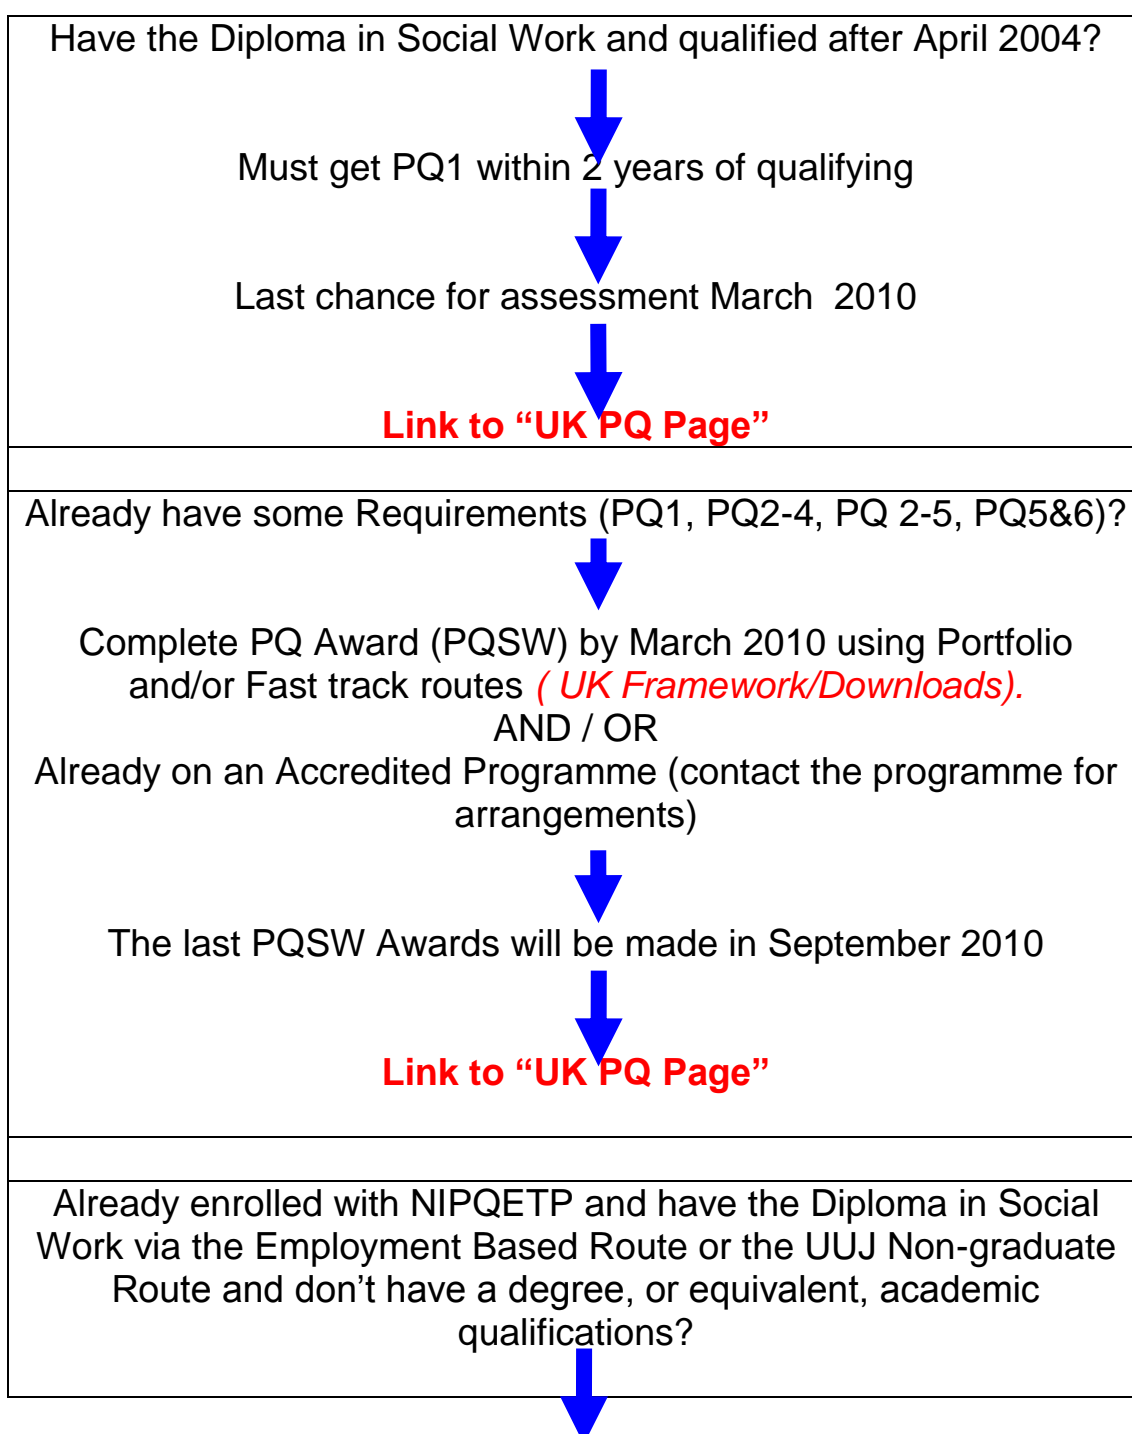 Have the Diploma in Social Work and qualified after April 2004?
Must get PQ1 within 2 years of qualifying
Last chance for assessment March 2010
Link to “UK PQ Page”
Already have some Requirements (PQ1, PQ2-4, PQ 2-5, PQ5&6)?
Complete PQ Award (PQSW) by March 2010 using Portfolio
and/or Fast track routes ( UK Framework/Downloads).
AND / OR
Already on an Accredited Programme (contact the programme for
arrangements)
The last PQSW Awards will be made in September 2010
Link to “UK PQ Page”
Already enrolled with NIPQETP and have the Diploma in Social
Work via the Employment Based Route or the UUJ Non-graduate
Route and don’t have a degree, or equivalent, academic
qualifications?